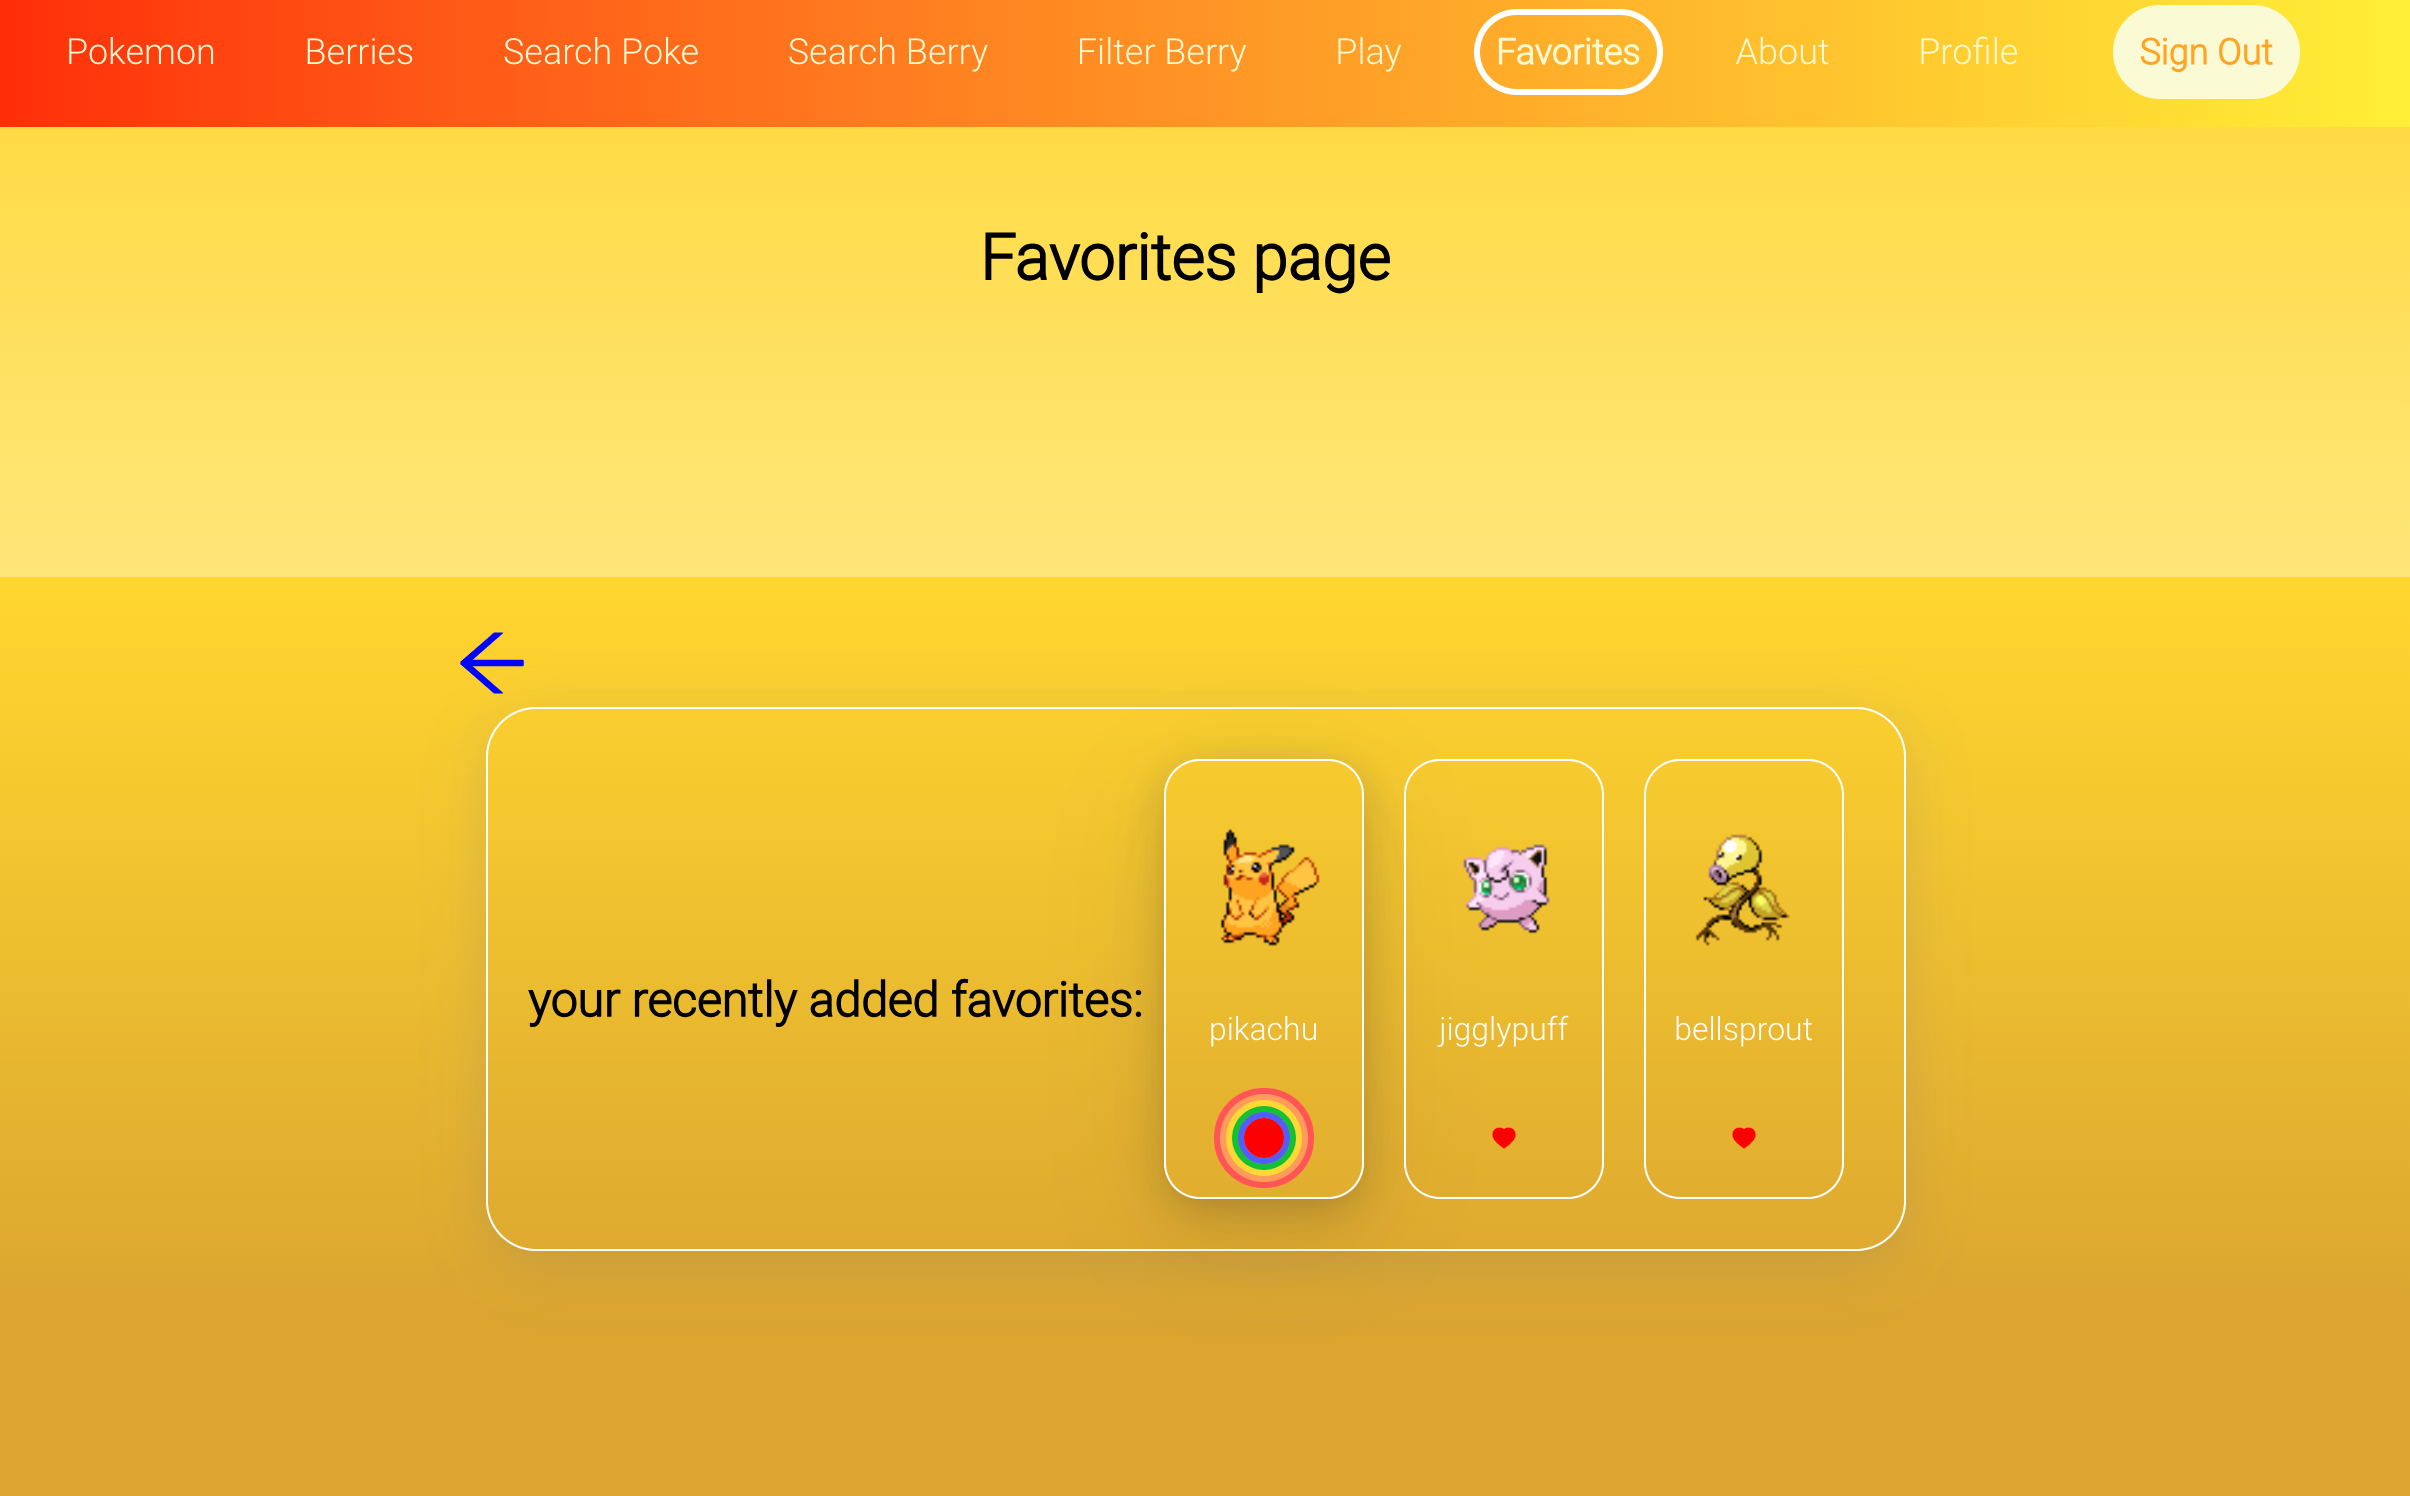 Pokemon Berries Search Poke Search Berry Filter Berry Play Favorites About Profile Sign Out
Favorites page
your recently added favorites:
pikachu jigglypuff bellsprout